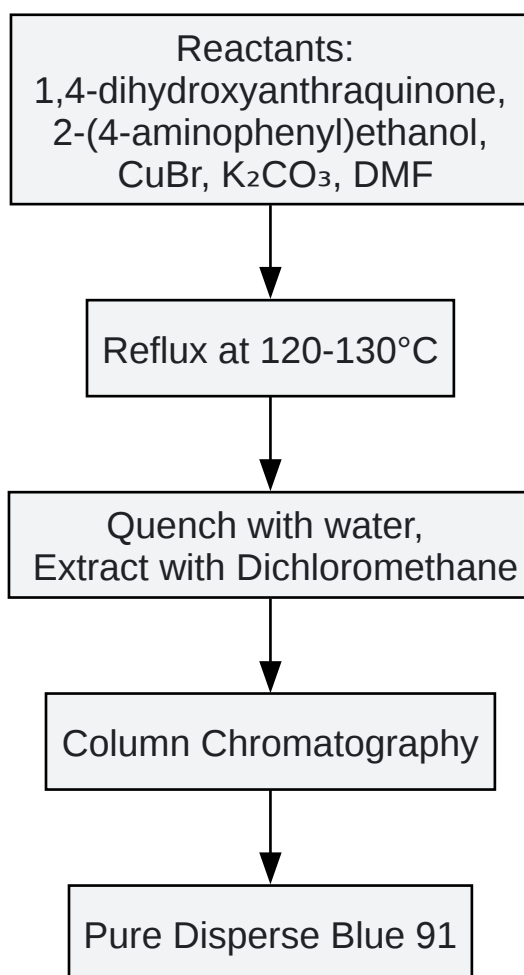 Reactants:
1,4-dihydroxyanthraquinone,
2-(4-aminophenyl)ethanol,
CuBr, K₂CO₃, DMF
Reflux at 120-130°C
Quench with water,
Extract with Dichloromethane
Column Chromatography
Pure Disperse Blue 91